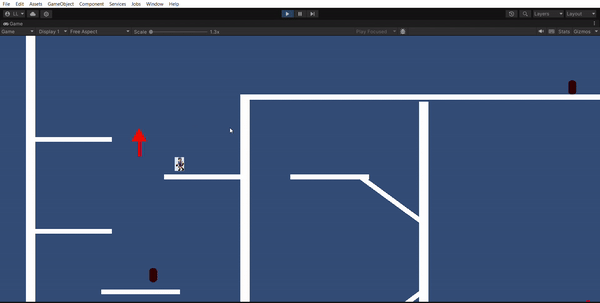 File Edit Assets GameObject Component Services Jobs Window Help
LL Layers Layout
Game
Game Display 1 Free Aspect Scale 1.3x Play Focused Stats Gizmos